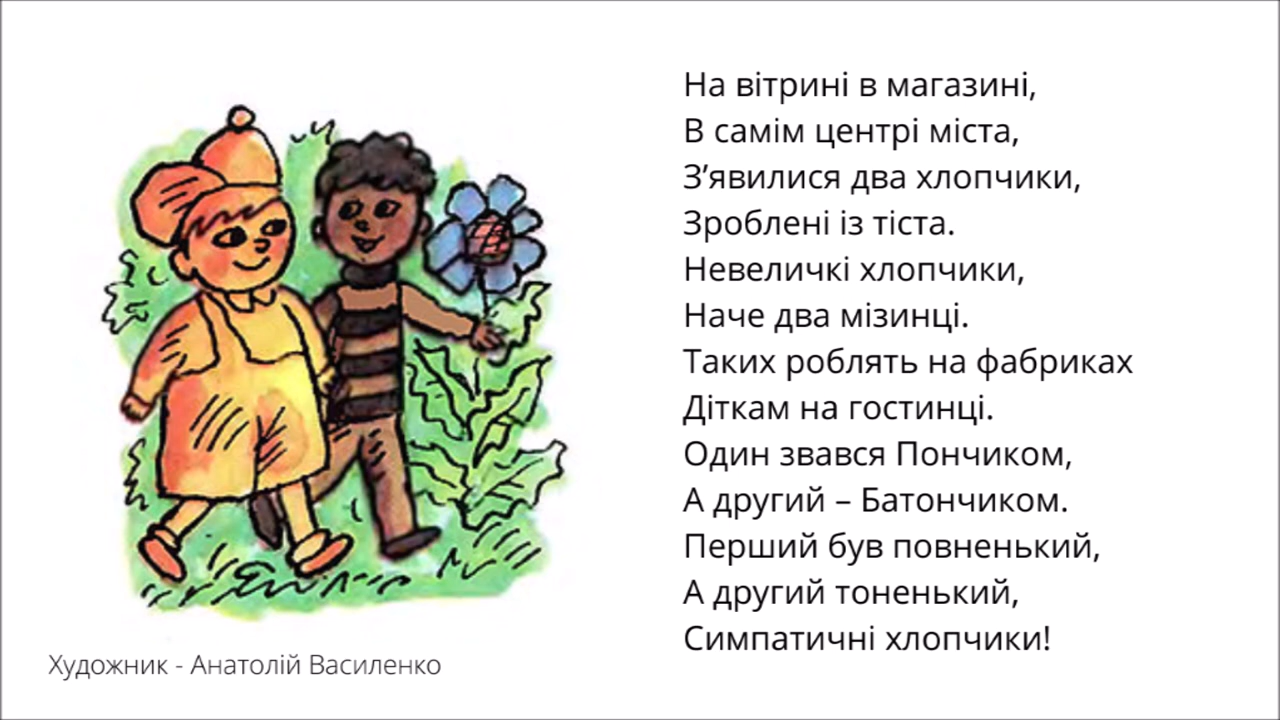 На вітрині в магазині,
В самім центрі міста,
З’явилися два хлопчики,
Зроблені із тіста.
Невеличкі хлопчики,
Наче два мізинці.
Таких роблять на фабриках
Діткам на гостинці.
Один звався Пончиком,
А другий – Батончиком.
Перший був повненький,
А другий тоненький,
Симпатичні хлопчики!
Художник - Анатолій Василенко